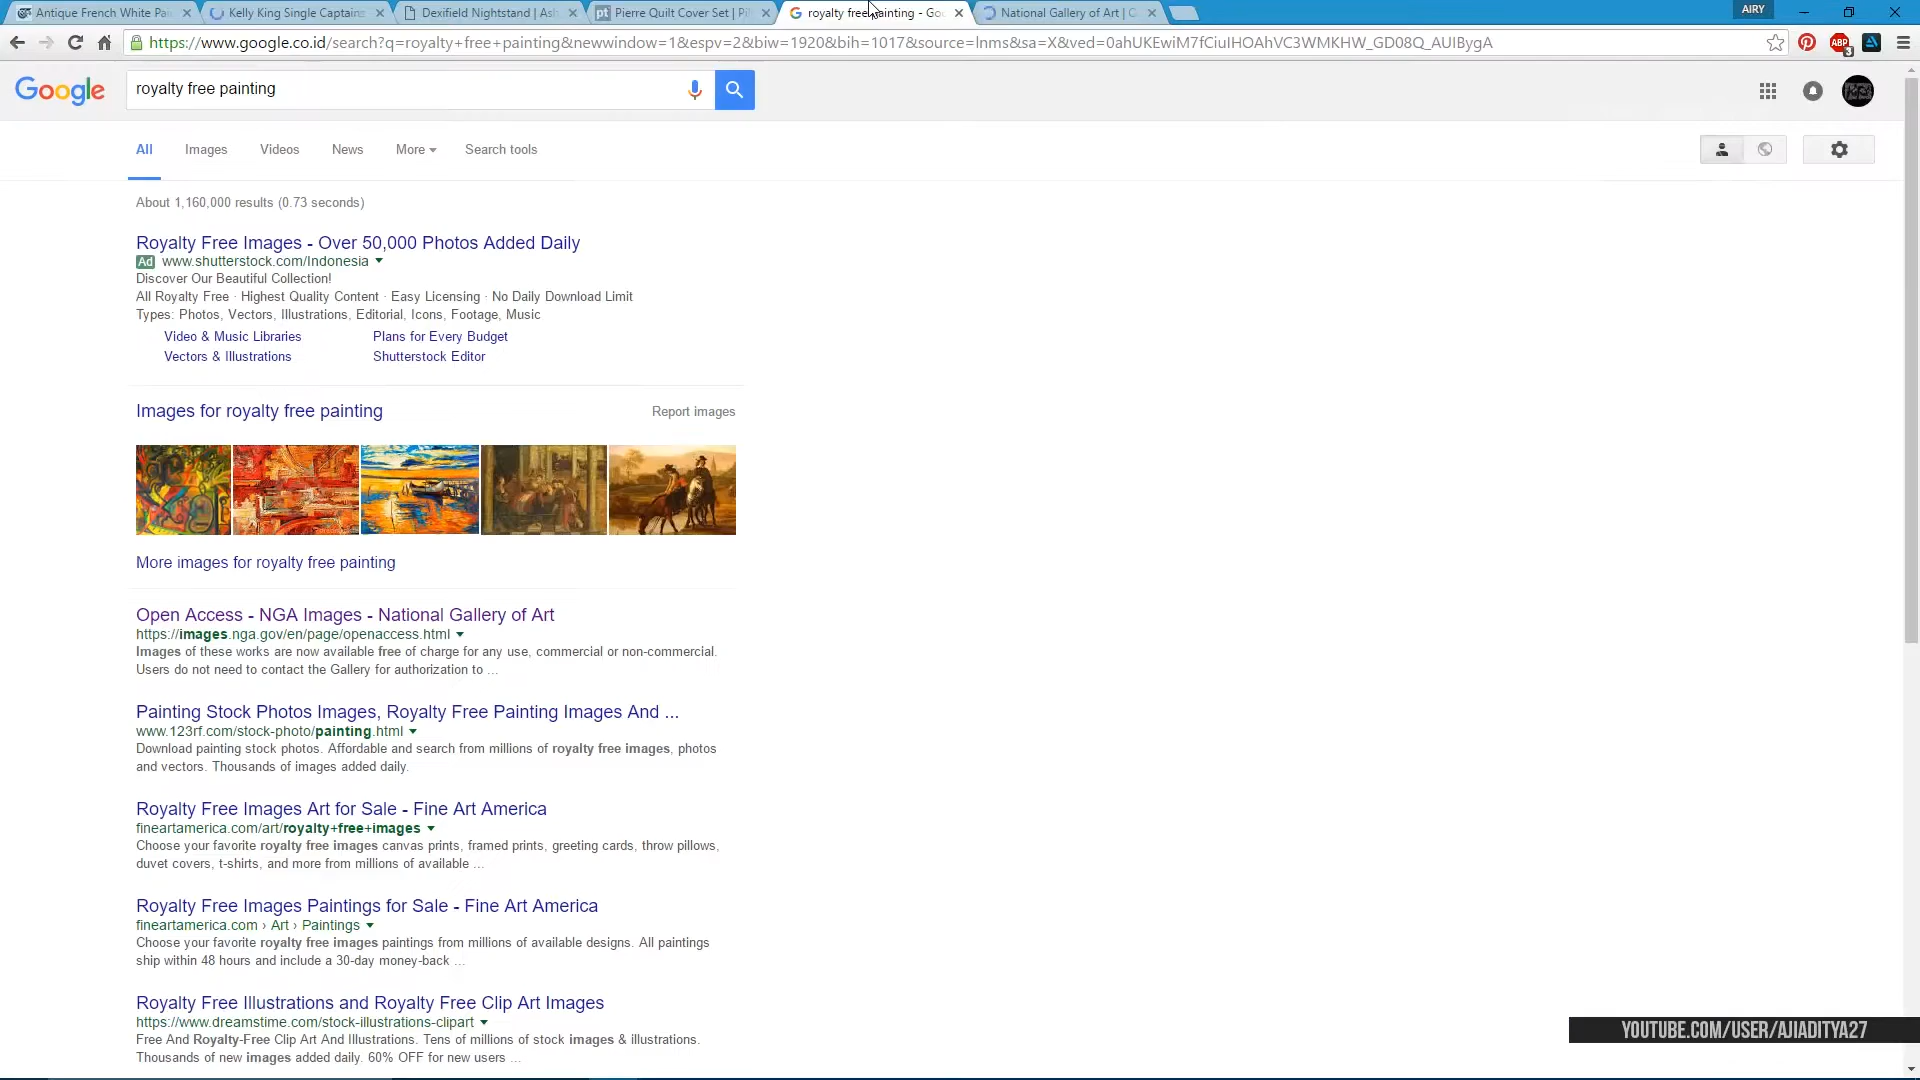 Antique French White Pa
Kelly King Single Captains
Dexifield Nightstand | Ash
pt Pierre Quilt Cover Set | Pi
royalty free painting - Go
National Gallery of Art | C
AIRY
https://www.google.co.id/search?q=royalty+free+painting&newwindow=1&espv=2&biw=1920&bih=1017&source=lnms&sa=X&ved=0ahUKEwiM7fCiuIHOAhVC3WMKHW_GD08Q_AUIBygA
ABP 3
Google
royalty free painting
All Images Videos News More Search tools
About 1,160,000 results (0.73 seconds)
Royalty Free Images - Over 50,000 Photos Added Daily
Ad www.shutterstock.com/Indonesia
Discover Our Beautiful Collection!
All Royalty Free · Highest Quality Content · Easy Licensing · No Daily Download Limit
Types: Photos, Vectors, Illustrations, Editorial, Icons, Footage, Music
Video & Music Libraries Plans for Every Budget
Vectors & Illustrations Shutterstock Editor
Images for royalty free painting Report images
More images for royalty free painting
Open Access - NGA Images - National Gallery of Art
https://images.nga.gov/en/page/openaccess.html
Images of these works are now available free of charge for any use, commercial or non-commercial.
Users do not need to contact the Gallery for authorization to ...
Painting Stock Photos Images, Royalty Free Painting Images And ...
www.123rf.com/stock-photo/painting.html
Download painting stock photos. Affordable and search from millions of royalty free images, photos
and vectors. Thousands of images added daily.
Royalty Free Images Art for Sale - Fine Art America
fineartamerica.com/art/royalty+free+images
Choose your favorite royalty free images canvas prints, framed prints, greeting cards, throw pillows,
duvet covers, t-shirts, and more from millions of available ...
Royalty Free Images Paintings for Sale - Fine Art America
fineartamerica.com › Art › Paintings
Choose your favorite royalty free images paintings from millions of available designs. All paintings
ship within 48 hours and include a 30-day money-back ...
Royalty Free Illustrations and Royalty Free Clip Art Images
https://www.dreamstime.com/stock-illustrations-clipart
Free And Royalty-Free Clip Art And Illustrations. Tens of millions of stock images & illustrations.
Thousands of new images added daily. 60% OFF for new users ...
YOUTUBE.COM/USER/AJIADITYA27